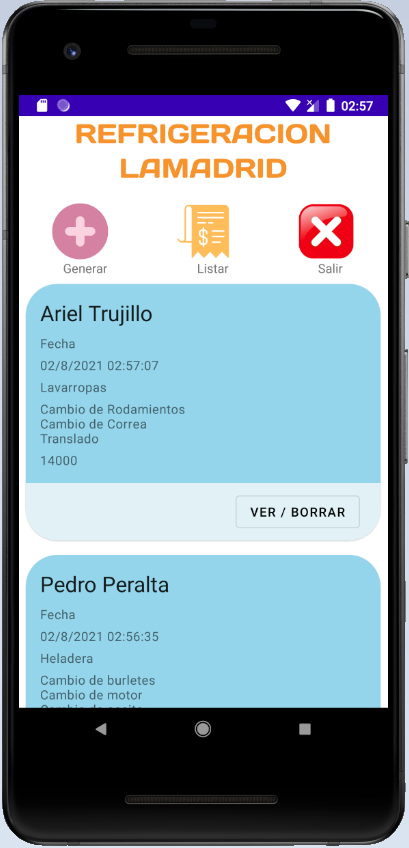 02:57
REFRIGERACION
LAMADRID
Generar
Listar
Salir
Ariel Trujillo
Fecha
02/8/2021 02:57:07
Lavarropas
Cambio de Rodamientos
Cambio de Correa
Translado
14000
VER / BORRAR
Pedro Peralta
Fecha
02/8/2021 02:56:35
Heladera
Cambio de burletes
Cambio de motor